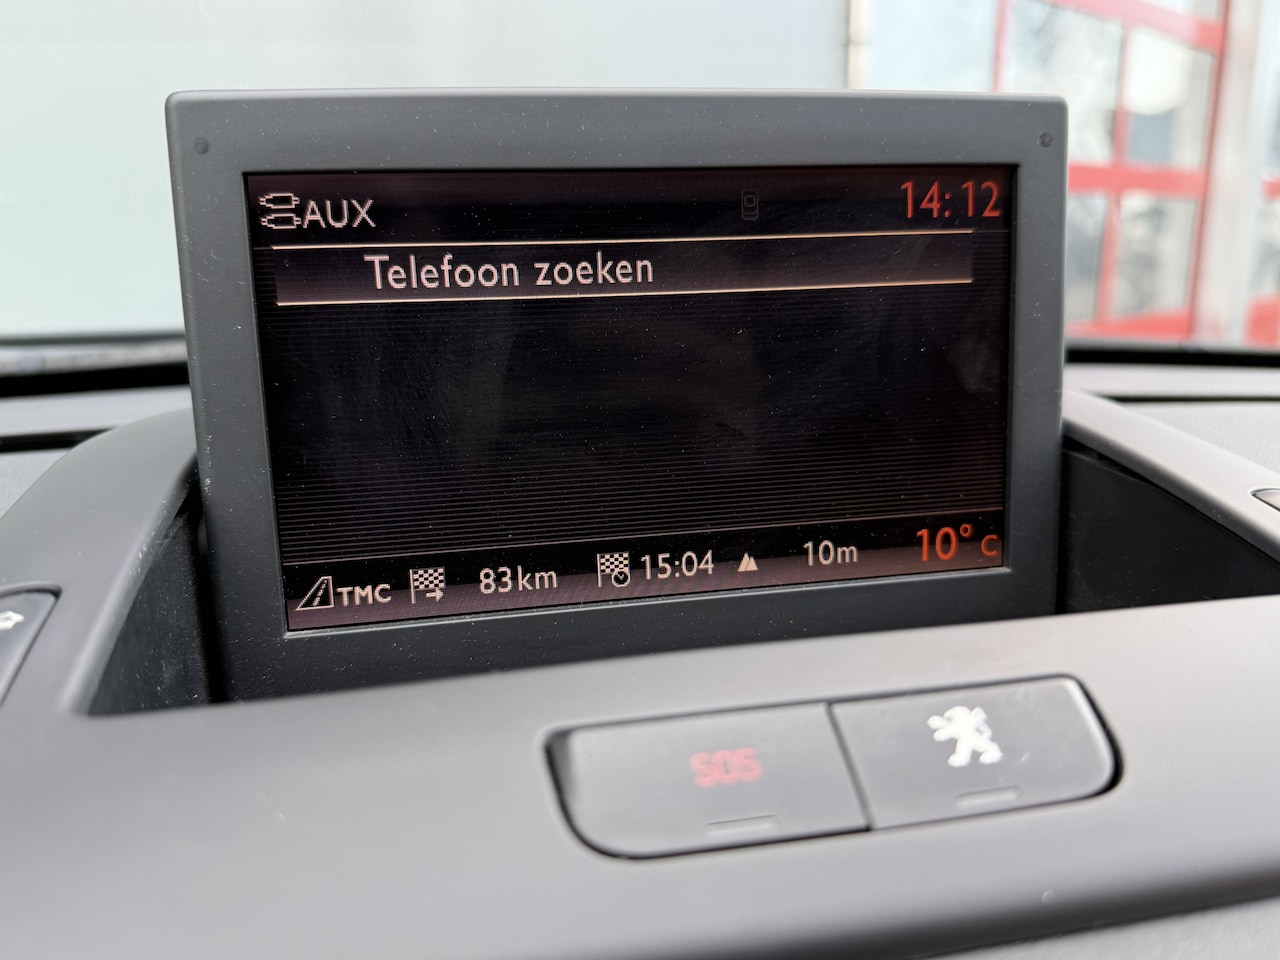 AUX 14:12
Telefoon zoeken
TMC 83km 15:04 10m 10° C
SOS